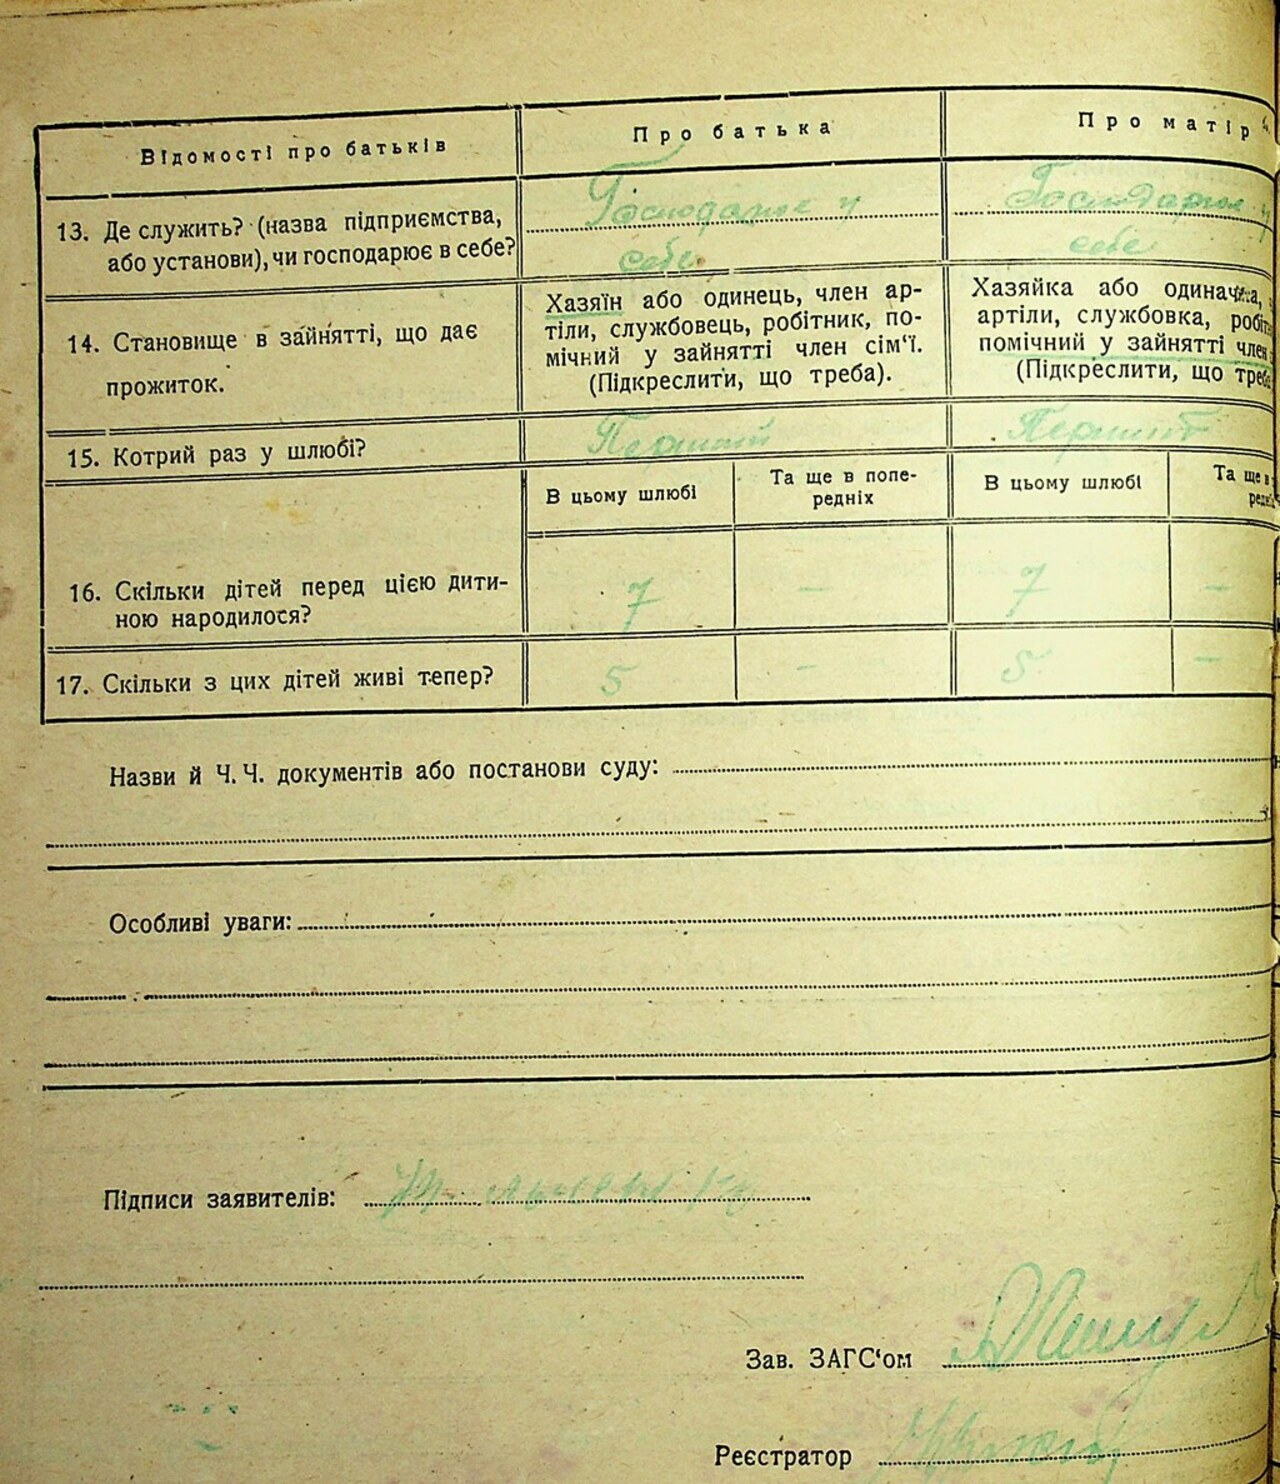 Відомості про батьків
Про батька
Про матір
13. Де служить? (назва підприємства,
або установи), чи господарює в себе?
Господарює у
себе
Господарює у
себе
14. Становище в зайнятті, що дає
прожиток.
Хазяїн або одинець, член ар-
тіли, службовець, робітник, по-
мічний у зайнятті член сім‘ї.
(Підкреслити, що треба).
Хазяйка або одиначка,
артіли, службовка,
помічний у зайнятті член
(Підкреслити, що треба
15. Котрий раз у шлюбі?
Перший
Перший
В цьому шлюбі
Та ще в попе-
редніх
В цьому шлюбі
Та ще в
16. Скільки дітей перед цією дити-
ною народилося?
7
–
7
–
17. Скільки з цих дітей живі тепер?
5
–
5
–
Назви й Ч. Ч. документів або постанови суду:
Особливі уваги:
Підписи заявителів:
Зав. ЗАГС‘ом
Реєстратор